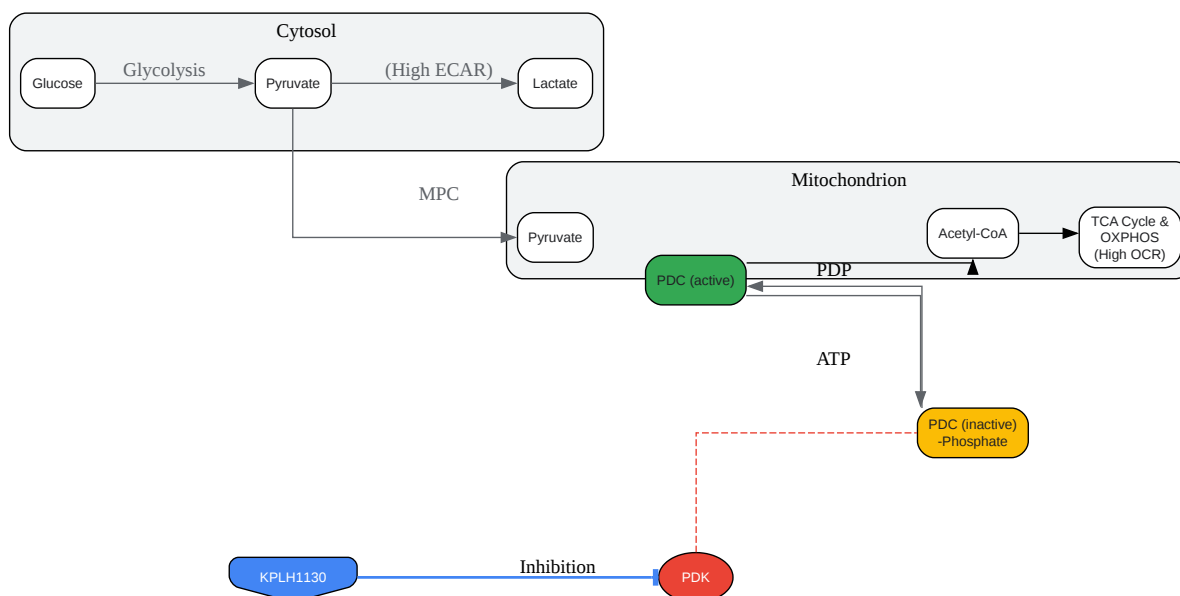 Cytosol
Glucose
Glycolysis
Pyruvate
(High ECAR)
Lactate
MPC
Mitochondrion
Pyruvate
Acetyl-CoA
TCA Cycle &
OXPHOS
(High OCR)
PDC (active)
PDP
ATP
PDC (inactive)
-Phosphate
KPLH1130
Inhibition
PDK